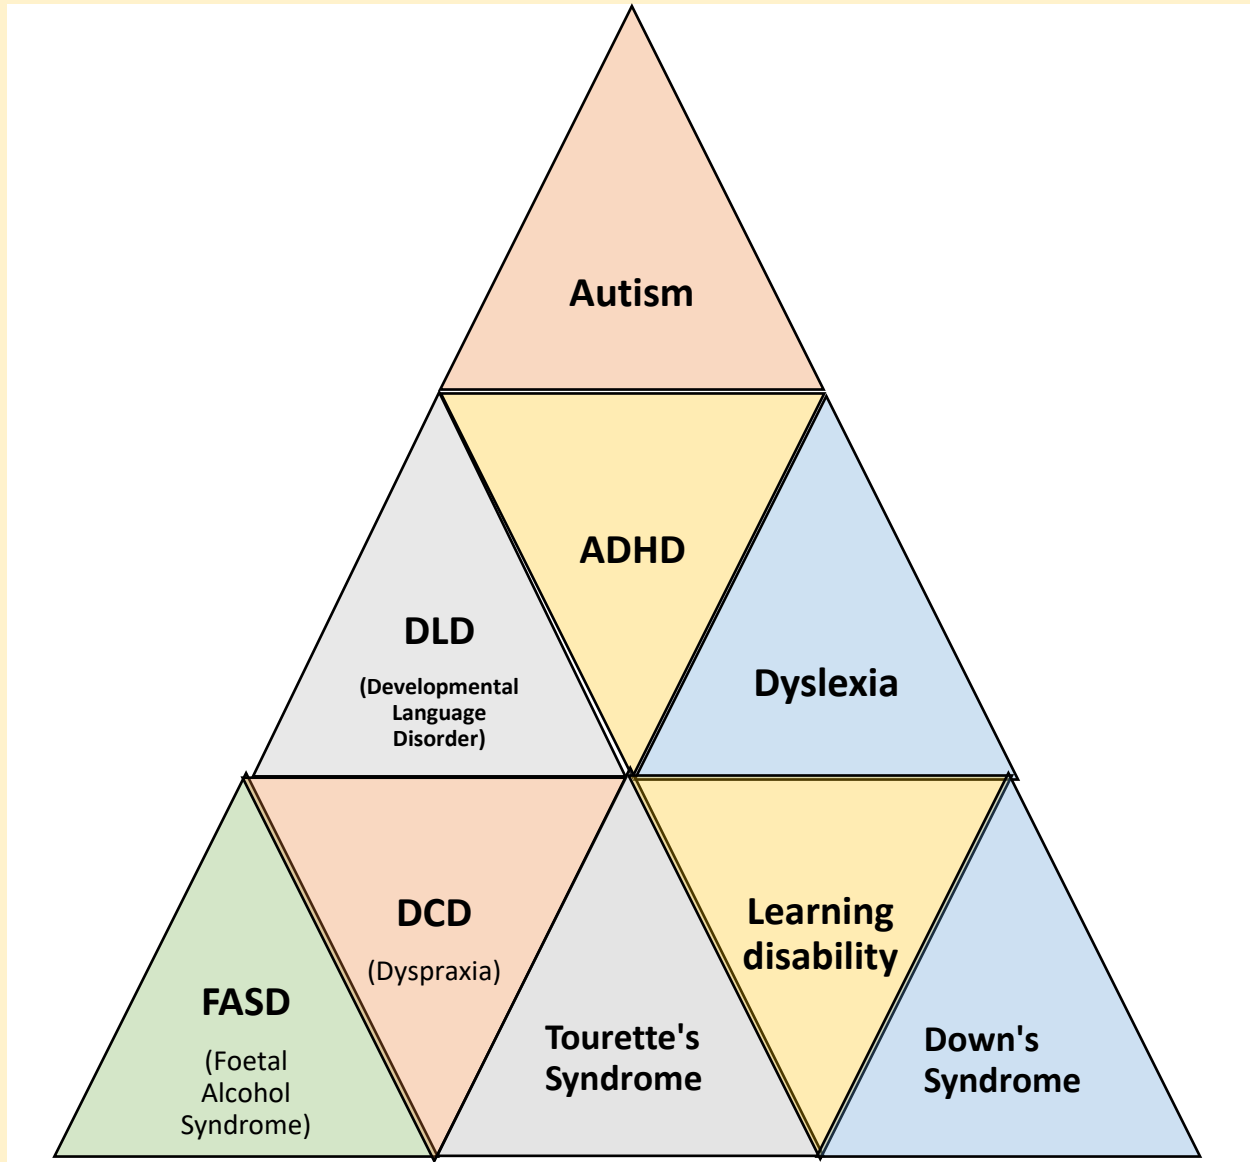 Autism
ADHD
DLD
(Developmental
Language
Disorder)
Dyslexia
DCD
(Dyspraxia)
Learning
disability
FASD
(Foetal
Alcohol
Syndrome)
Tourette's
Syndrome
Down's
Syndrome